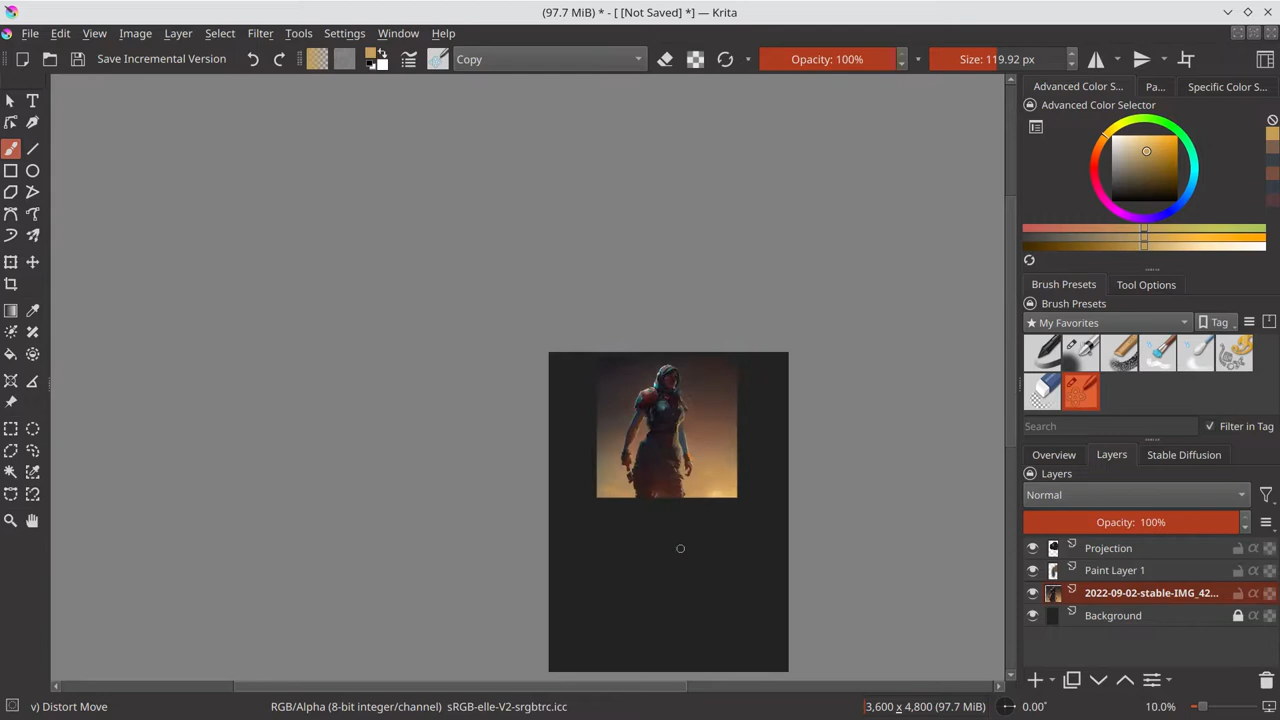 (97.7 MiB) * - [ [Not Saved] *] — Krita
File Edit View Image Layer Select Filter Tools Settings Window Help
Save Incremental Version Copy Opacity: 100% Size: 119.92 px
Advanced Color S... Pa... Specific Color S...
Advanced Color Selector
Brush Presets Tool Options
Brush Presets
★ My Favorites Tag
Search Filter in Tag
Overview Layers Stable Diffusion
Layers
Normal
Opacity: 100%
Projection
Paint Layer 1
2022-09-02-stable-IMG_42...
Background
v) Distort Move RGB/Alpha (8-bit integer/channel) sRGB-elle-V2-srgbtrc.icc 3,600 x 4,800 (97.7 MiB) 0.00° 10.0%